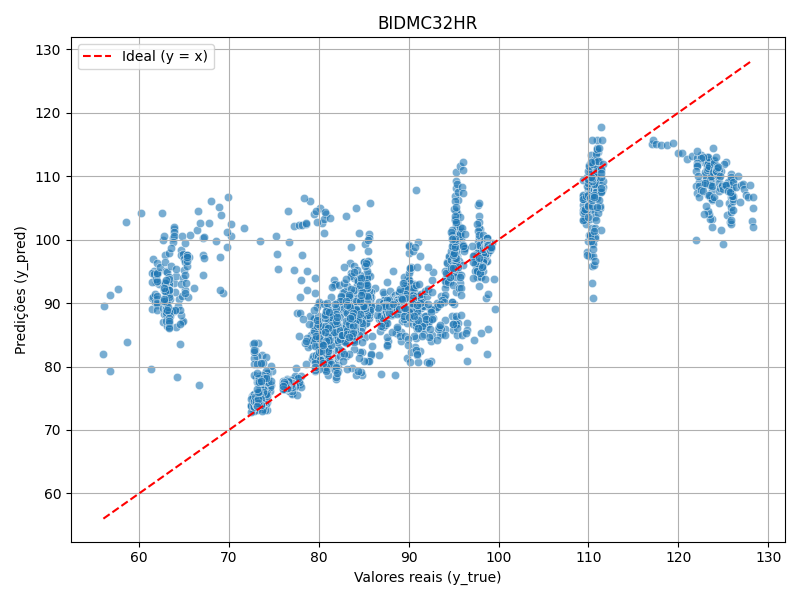 BIDMC32HR
Ideal (y = x)
130
120
110
100
90
80
70
60
Predições (y_pred)
60 70 80 90 100 110 120 130
Valores reais (y_true)